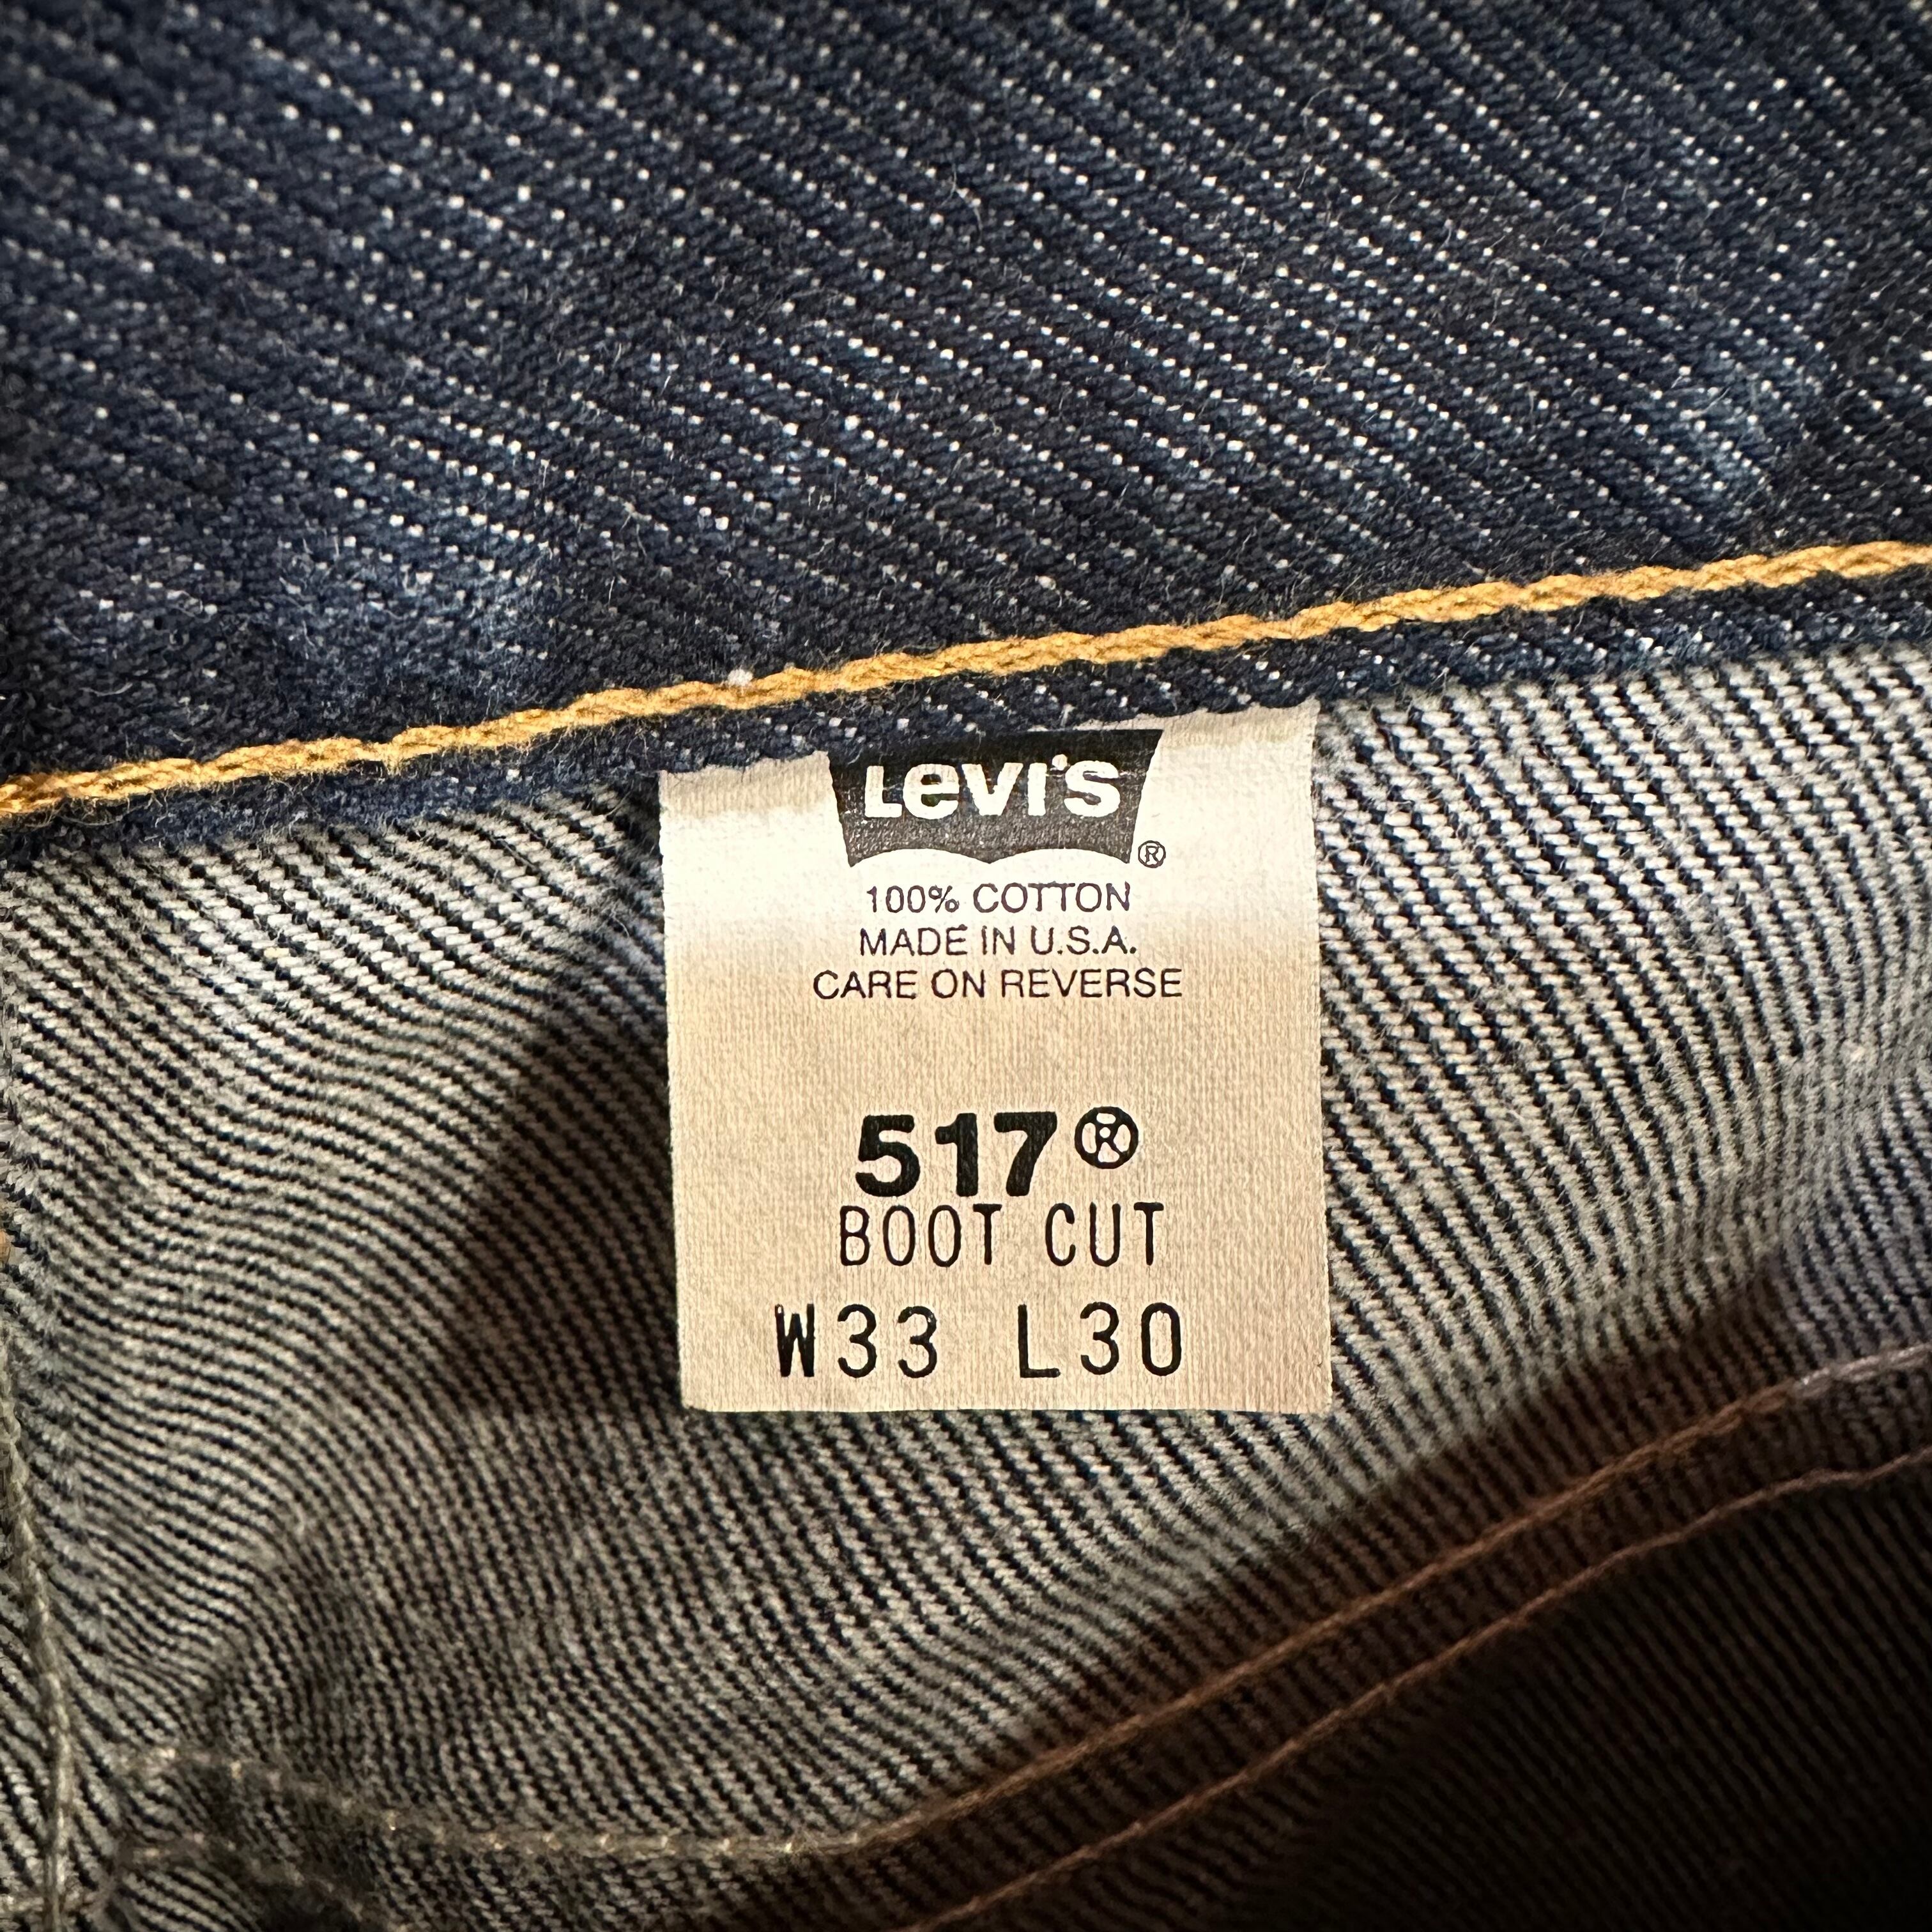 Levi's®
100% COTTON
MADE IN U.S.A.
CARE ON REVERSE
517®
BOOT CUT
W33 L30